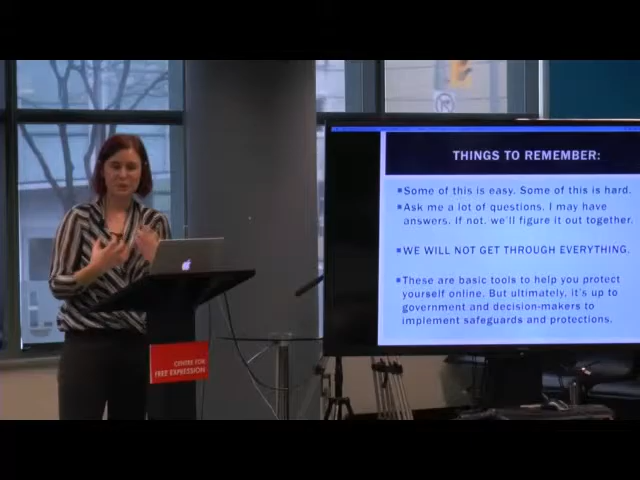 THINGS TO REMEMBER:
▪Some of this is easy. Some of this is hard.
▪Ask me a lot of questions. I may have
answers. If not, we'll figure it out together.
▪WE WILL NOT GET THROUGH EVERYTHING.
▪These are basic tools to help you protect
yourself online. But ultimately, it's up to
government and decision-makers to
implement safeguards and protections.
CENTRE FOR
FREE EXPRESSION